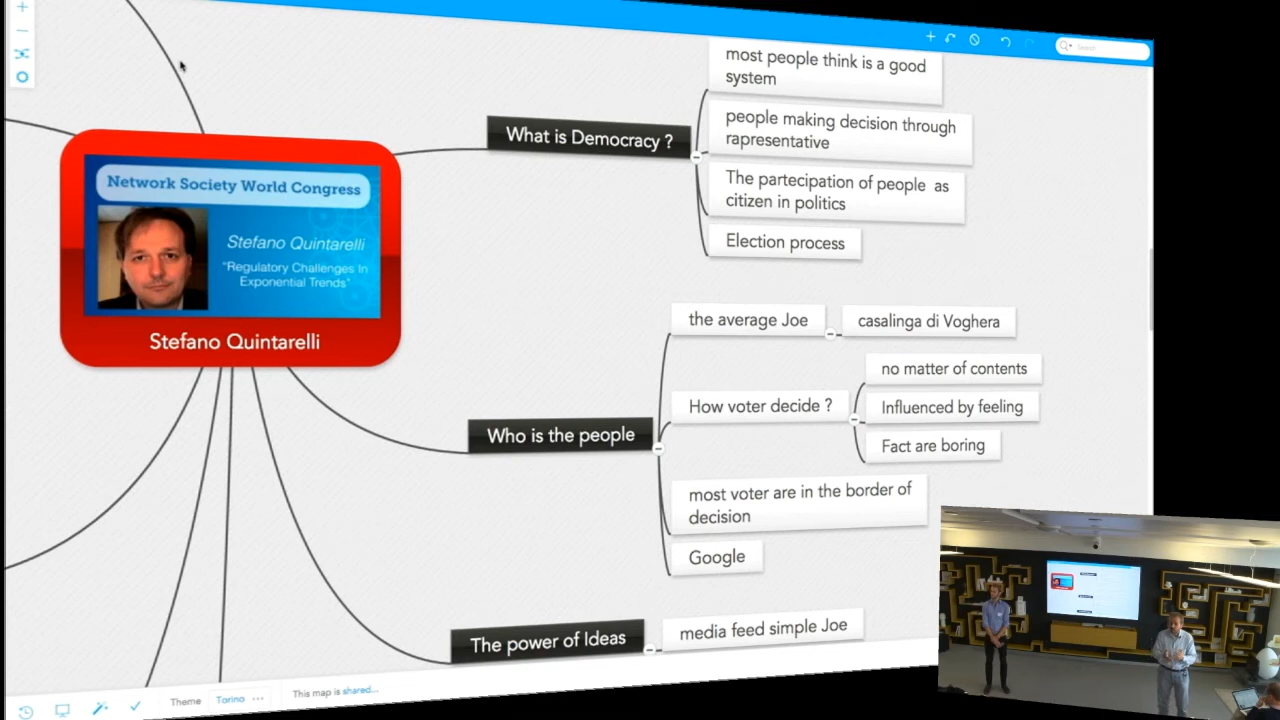 Search
most people think is a good
system
What is Democracy ?
people making decision through
rapresentative
The partecipation of people as
citizen in politics
Election process
Network Society World Congress
Stefano Quintarelli
"Regulatory Challenges In
Exponential Trends"
Stefano Quintarelli
the average Joe
casalinga di Voghera
Who is the people
How voter decide ?
no matter of contents
Influenced by feeling
Fact are boring
most voter are in the border of
decision
Google
The power of Ideas
media feed simple Joe
Theme Torino
This map is shared...